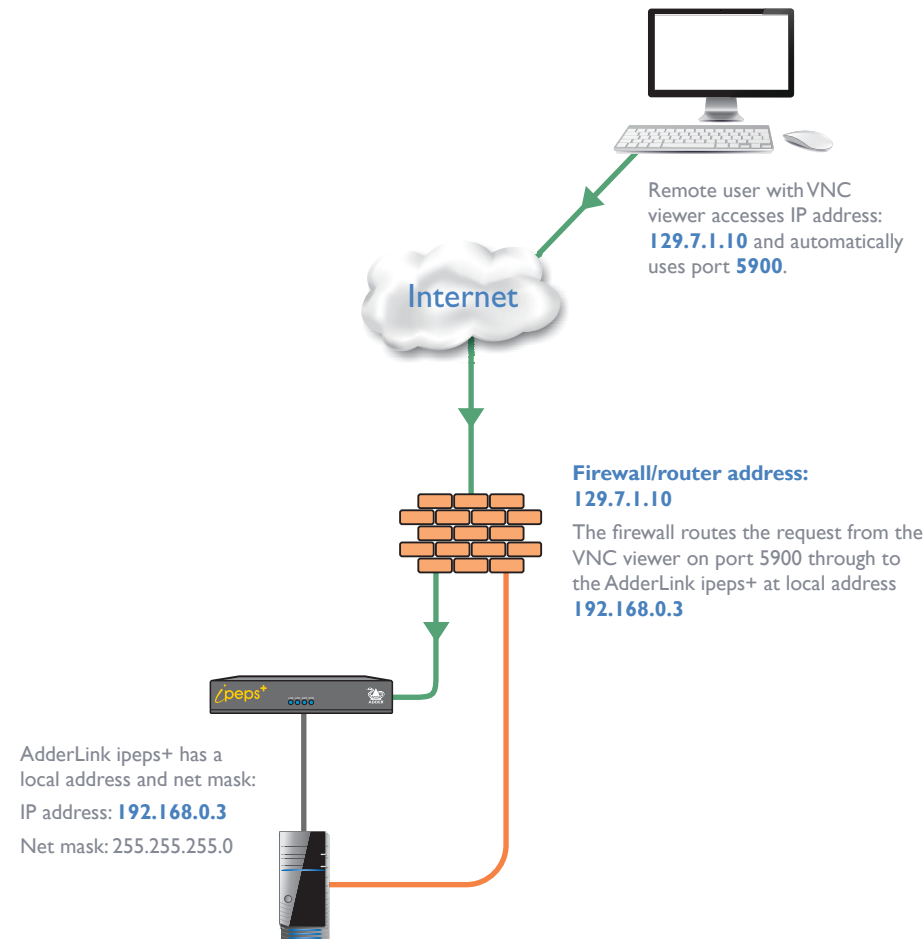 Remote user with VNC
viewer accesses IP address:
129.7.1.10 and automatically
uses port 5900.
Internet
Firewall/router address:
129.7.1.10
The firewall routes the request from the
VNC viewer on port 5900 through to
the AdderLink ipeps+ at local address
192.168.0.3
ipeps+
ADDER
AdderLink ipeps+ has a
local address and net mask:
IP address: 192.168.0.3
Net mask: 255.255.255.0